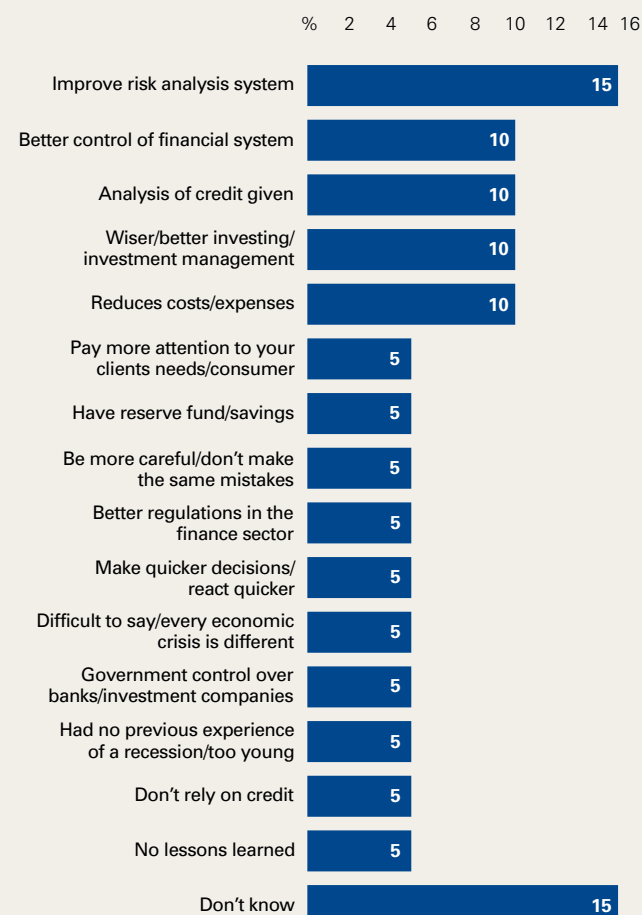 % 2 4 6 8 10 12 14 16
Improve risk analysis system 15
Better control of financial system 10
Analysis of credit given 10
Wiser/better investing/
investment management 10
Reduces costs/expenses 10
Pay more attention to your
clients needs/consumer 5
Have reserve fund/savings 5
Be more careful/don't make
the same mistakes 5
Better regulations in the
finance sector 5
Make quicker decisions/
react quicker 5
Difficult to say/every economic
crisis is different 5
Government control over
banks/investment companies 5
Had no previous experience
of a recession/too young 5
Don't rely on credit 5
No lessons learned 5
Don't know 15